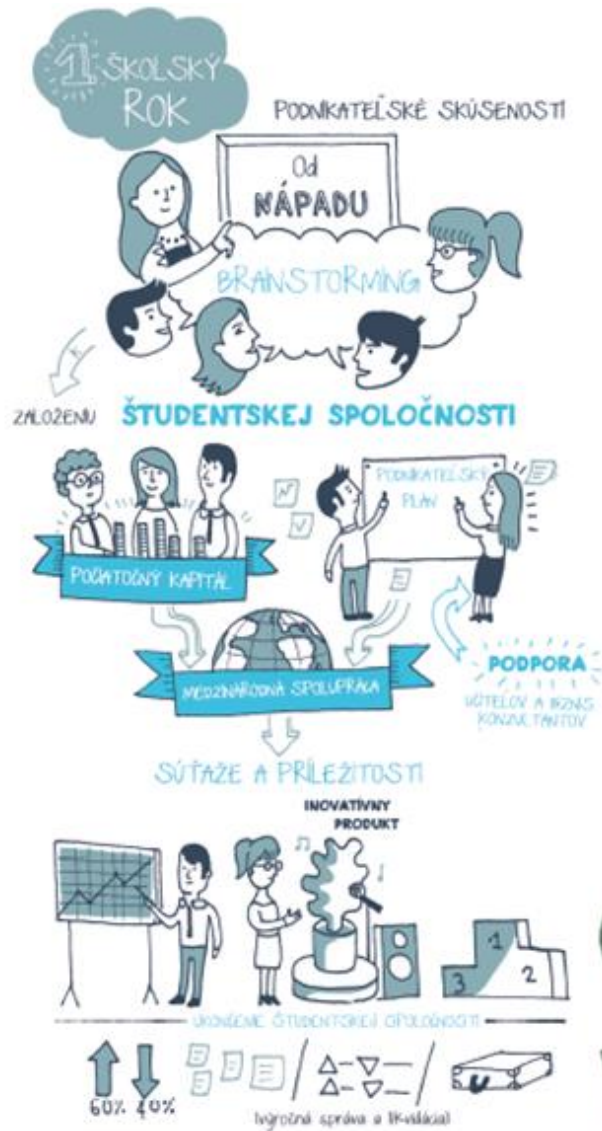 1 ŠKOLSKÝ
ROK
PODNIKATEĽSKÉ SKÚSENOSTI
Od
NÁPADU
BRAINSTORMING
ZALOŽENIU ŠTUDENTSKEJ SPOLOČNOSTI
PODNIKATEĽSKÝ
PLÁN
POČIATOČNÝ KAPITÁL
MEDZINÁRODNÁ SPOLUPRÁCA
PODPORA
UČITEĽOV A BIZNIS
KONZULTANTOV
SÚŤAŽE A PRÍLEŽITOSTI
INOVATÍVNY
PRODUKT
1
2
3
UKONČENIE ŠTUDENTSKEJ SPOLOČNOSTI
60% 40%
(výročná správa a likvidácia)